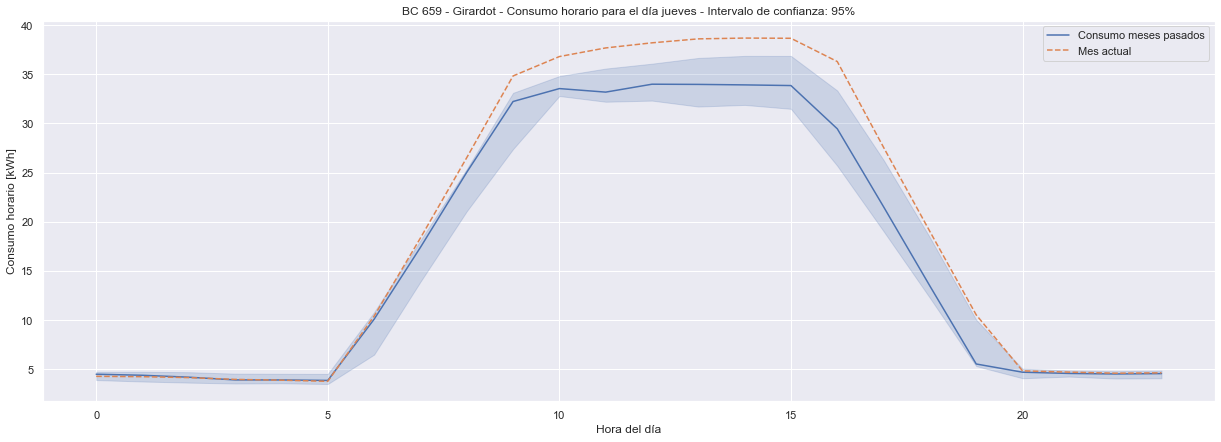 BC 659 - Girardot - Consumo horario para el día jueves - Intervalo de confianza: 95%
Consumo meses pasados
Mes actual
Consumo horario [kWh]
40
35
30
25
20
15
10
5
0
5
10
15
20
Hora del día